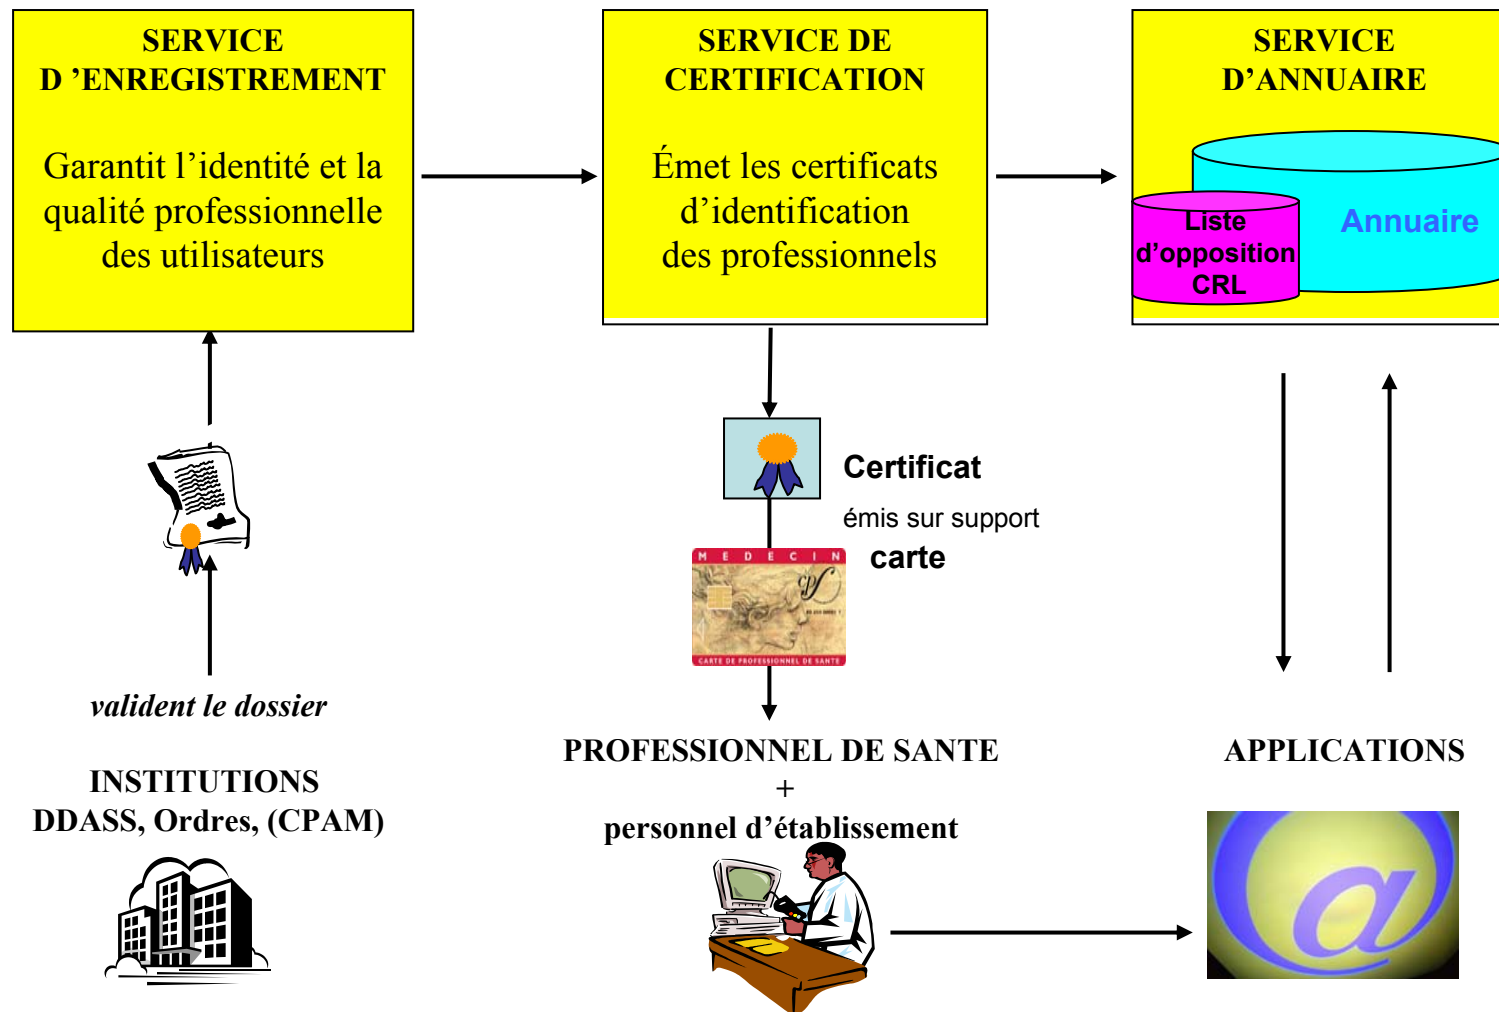 SERVICE
D ’ENREGISTREMENT
Garantit l’identité et la
qualité professionnelle
des utilisateurs
SERVICE DE
CERTIFICATION
Émet les certificats
d’identification
des professionnels
SERVICE
D’ANNUAIRE
Annuaire
Liste
d’opposition
CRL
Certificat
émis sur support
carte
MEDECIN
cps
CARTE DE PROFESSIONNEL DE SANTE
valident le dossier
INSTITUTIONS
DDASS, Ordres, (CPAM)
PROFESSIONNEL DE SANTE
+
personnel d’établissement
APPLICATIONS
@